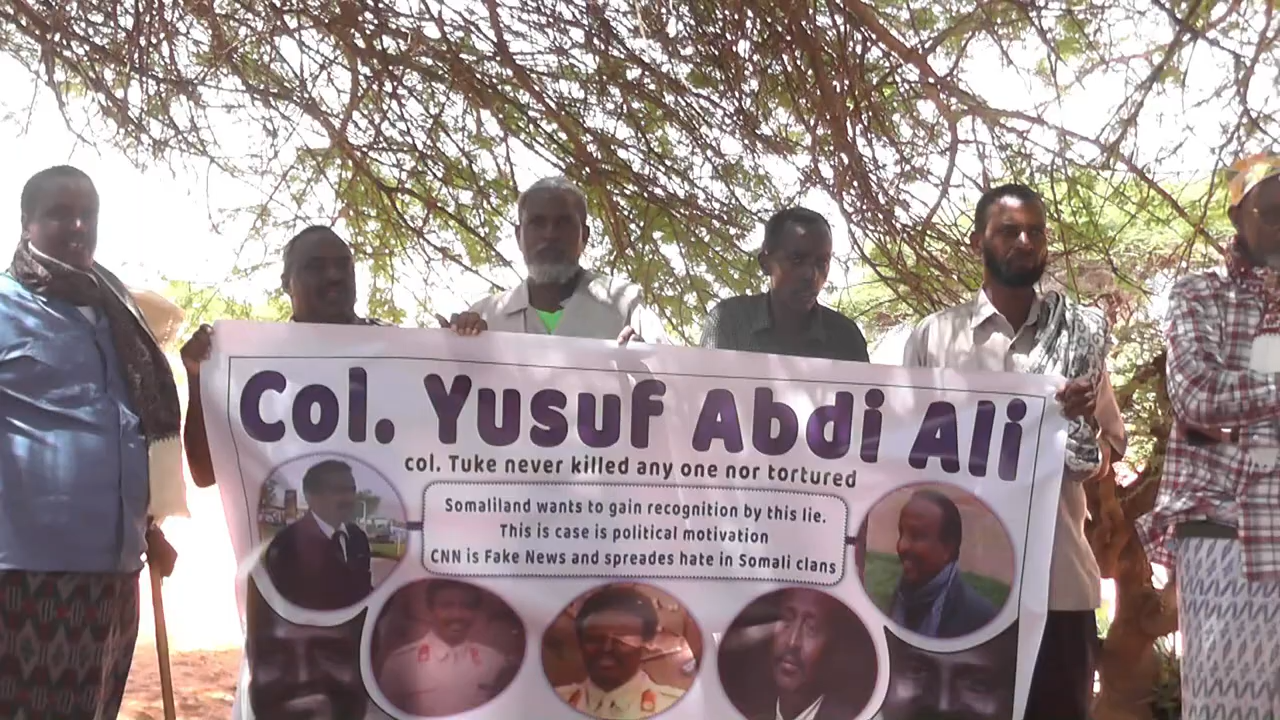 Col. Yusuf Abdi Ali
col. Tuke never killed any one nor tortured
Somaliland wants to gain recognition by this lie.
This is case is political motivation
CNN is Fake News and spreades hate in Somali clans